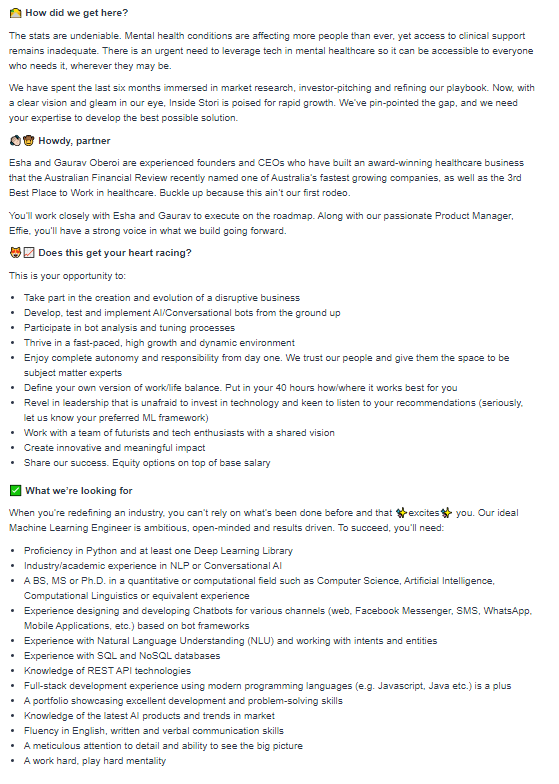 How did we get here?
The stats are undeniable. Mental health conditions are affecting more people than ever, yet access to clinical support
remains inadequate. There is an urgent need to leverage tech in mental healthcare so it can be accessible to everyone
who needs it, wherever they may be.
We have spent the last six months immersed in market research, investor-pitching and refining our playbook. Now, with
a clear vision and gleam in our eye, Inside Stori is poised for rapid growth. We've pin-pointed the gap, and we need
your expertise to develop the best possible solution.
Howdy, partner
Esha and Gaurav Oberoi are experienced founders and CEOs who have built an award-winning healthcare business
that the Australian Financial Review recently named one of Australia's fastest growing companies, as well as the 3rd
Best Place to Work in healthcare. Buckle up because this ain't our first rodeo.
You'll work closely with Esha and Gaurav to execute on the roadmap. Along with our passionate Product Manager,
Effie, you'll have a strong voice in what we build going forward.
Does this get your heart racing?
This is your opportunity to:
• Take part in the creation and evolution of a disruptive business
• Develop, test and implement AI/Conversational bots from the ground up
• Participate in bot analysis and tuning processes
• Thrive in a fast-paced, high growth and dynamic environment
• Enjoy complete autonomy and responsibility from day one. We trust our people and give them the space to be
subject matter experts
• Define your own version of work/life balance. Put in your 40 hours how/where it works best for you
• Revel in leadership that is unafraid to invest in technology and keen to listen to your recommendations (seriously,
let us know your preferred ML framework)
• Work with a team of futurists and tech enthusiasts with a shared vision
• Create innovative and meaningful impact
• Share our success. Equity options on top of base salary
What we're looking for
When you're redefining an industry, you can't rely on what's been done before and that ✨excites✨ you. Our ideal
Machine Learning Engineer is ambitious, open-minded and results driven. To succeed, you'll need:
• Proficiency in Python and at least one Deep Learning Library
• Industry/academic experience in NLP or Conversational AI
• A BS, MS or Ph.D. in a quantitative or computational field such as Computer Science, Artificial Intelligence,
Computational Linguistics or equivalent experience
• Experience designing and developing Chatbots for various channels (web, Facebook Messenger, SMS, WhatsApp,
Mobile Applications, etc.) based on bot frameworks
• Experience with Natural Language Understanding (NLU) and working with intents and entities
• Experience with SQL and NoSQL databases
• Knowledge of REST API technologies
• Full-stack development experience using modern programming languages (e.g. Javascript, Java etc.) is a plus
• A portfolio showcasing excellent development and problem-solving skills
• Knowledge of the latest AI products and trends in market
• Fluency in English, written and verbal communication skills
• A meticulous attention to detail and ability to see the big picture
• A work hard, play hard mentality